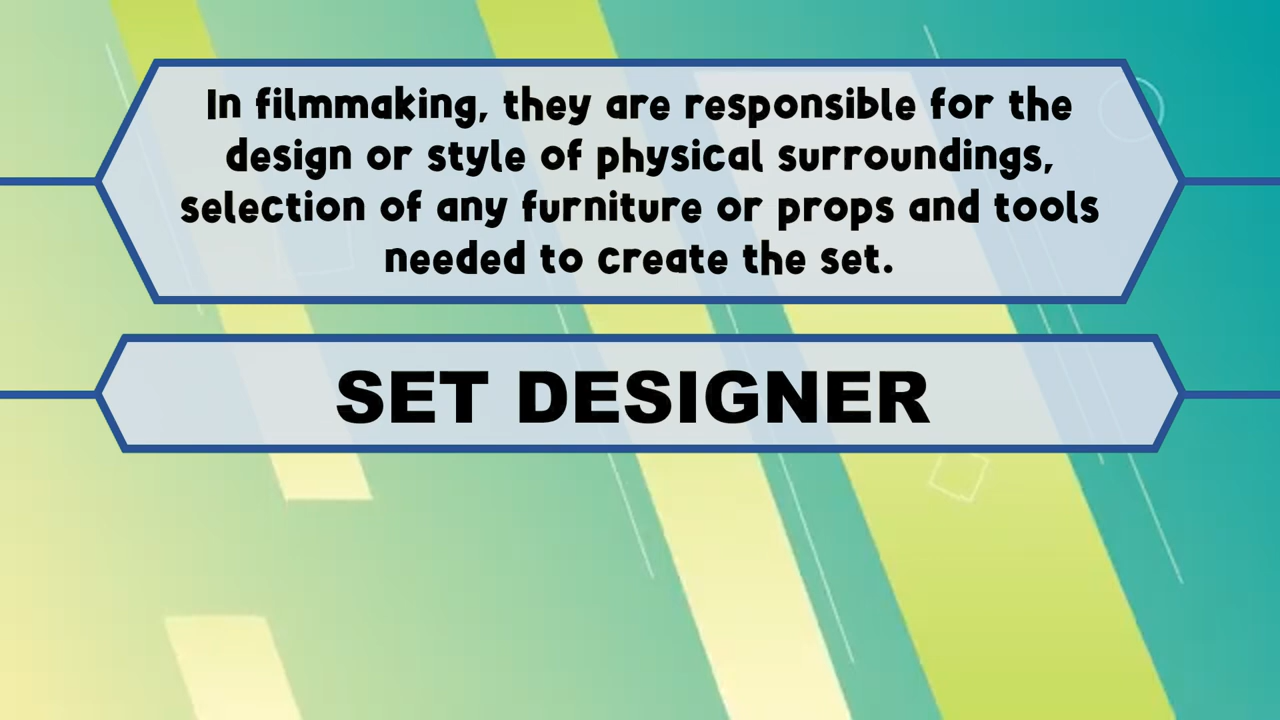 In filmmaking, they are responsible for the
design or style of physical surroundings,
selection of any furniture or props and tools
needed to create the set.
SET DESIGNER